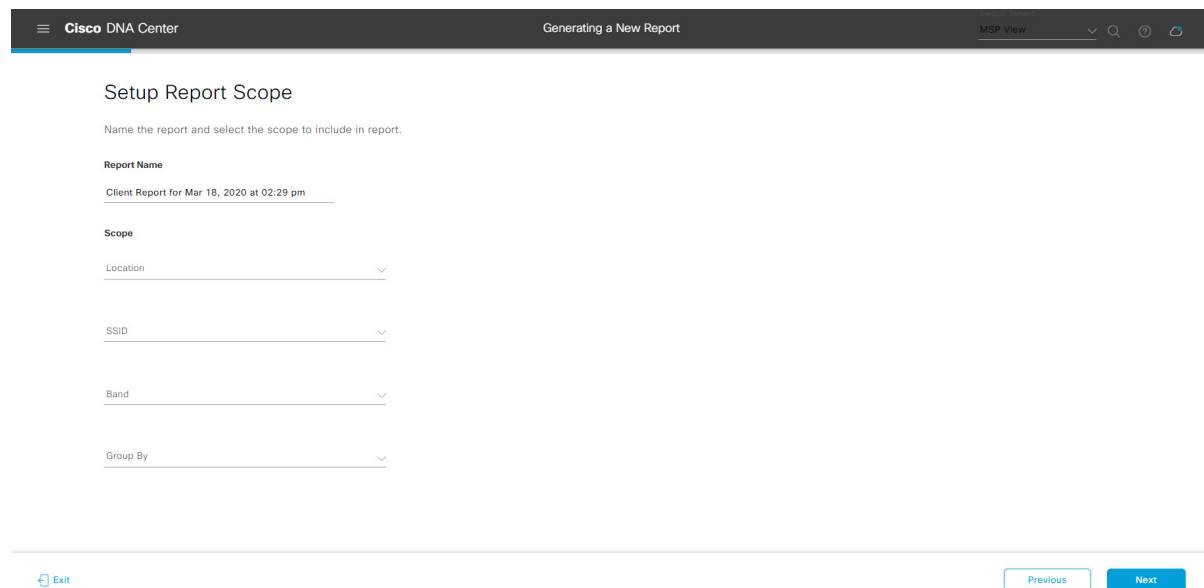 Cisco DNA Center
Generating a New Report
MSP View
Setup Report Scope
Name the report and select the scope to include in report.
Report Name
Client Report for Mar 18, 2020 at 02:29 pm
Scope
Location
SSID
Band
Group By
Exit
Previous
Next